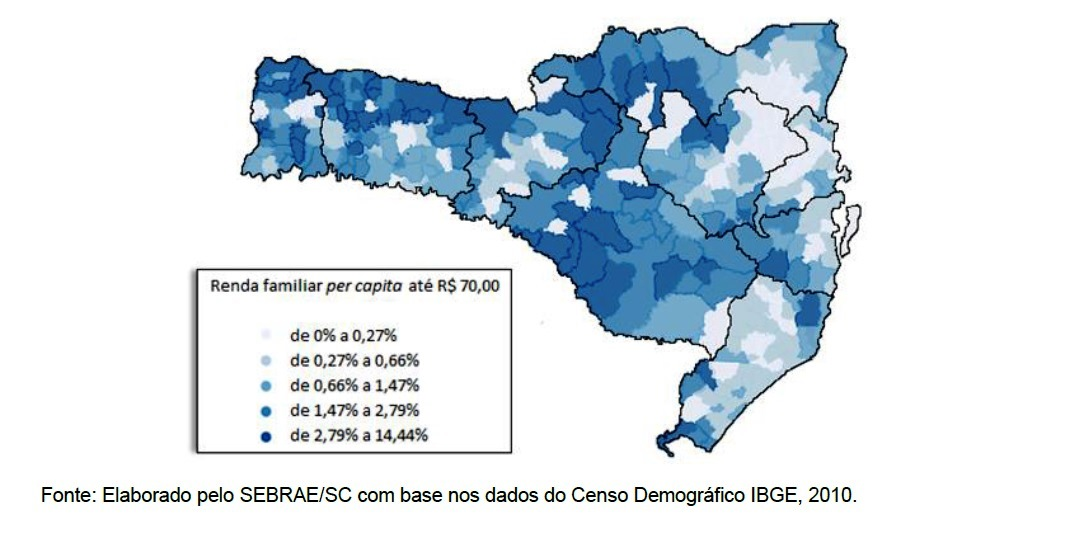 Renda familiar per capita até R$ 70,00
de 0% a 0,27%
de 0,27% a 0,66%
de 0,66% a 1,47%
de 1,47% a 2,79%
de 2,79% a 14,44%
Fonte: Elaborado pelo SEBRAE/SC com base nos dados do Censo Demográfico IBGE, 2010.